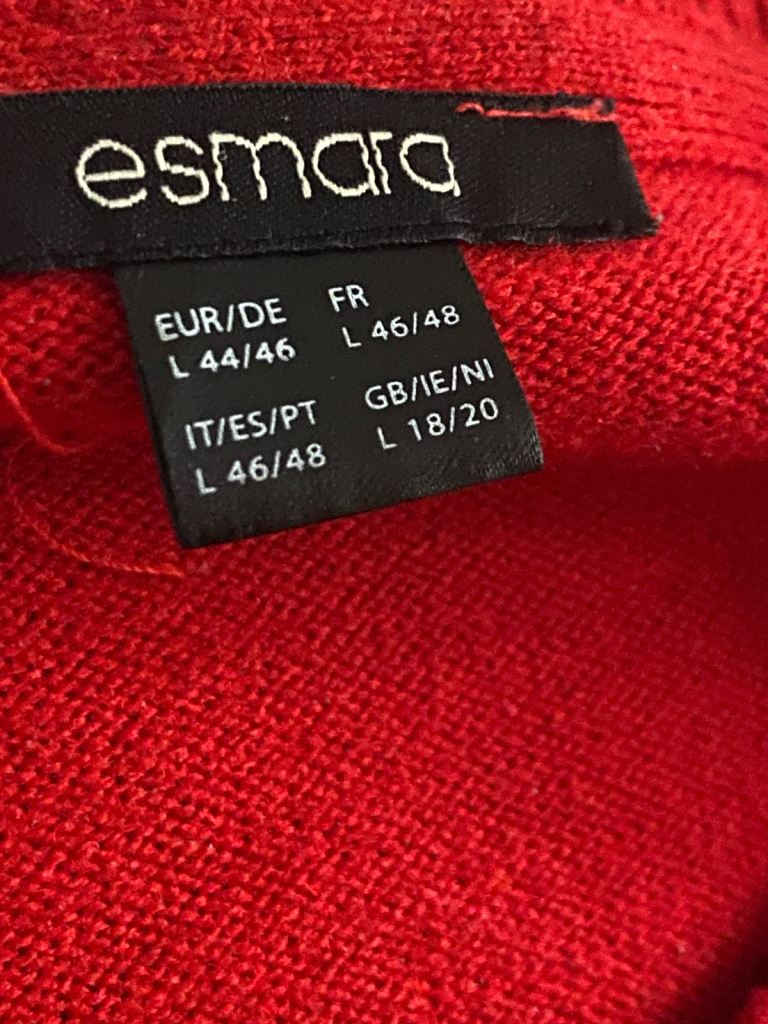 esmara
EUR/DE FR
L 44/46 L 46/48
IT/ES/PT GB/IE/NI
L 46/48 L 18/20